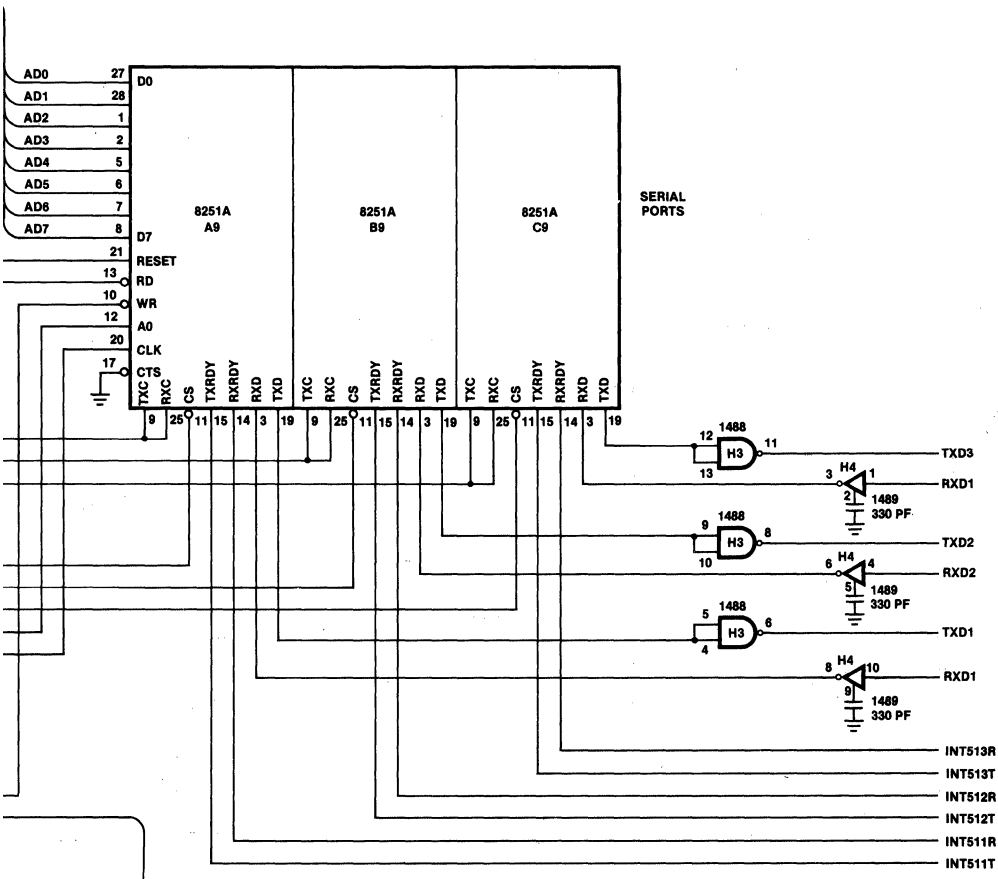 AD0 27 D0
AD1 28
AD2 1
AD3 2
AD4 5
AD5 6
AD6 7
AD7 8 D7
21 RESET
13 RD
10 WR
12 A0
20 CLK
17 CTS
8251A
A9
8251A
B9
8251A
C9
SERIAL
PORTS
TXC RXC CS TXRDY RXRDY RXD TXD TXC RXC CS TXRDY RXRDY RXD TXD TXC RXC CS TXRDY RXRDY RXD TXD
9 25 11 15 14 3 19 9 25 11 15 14 3 19 9 25 11 15 14 3 19
1488
12 H3 11 TXD3
13
H4
3 1 RXD1
2 1489
330 PF
1488
9 H3 8 TXD2
10
H4
6 4 RXD2
5 1489
330 PF
1488
5 H3 6 TXD1
4
H4
8 10 RXD1
9 1489
330 PF
INT513R
INT513T
INT512R
INT512T
INT511R
INT511T